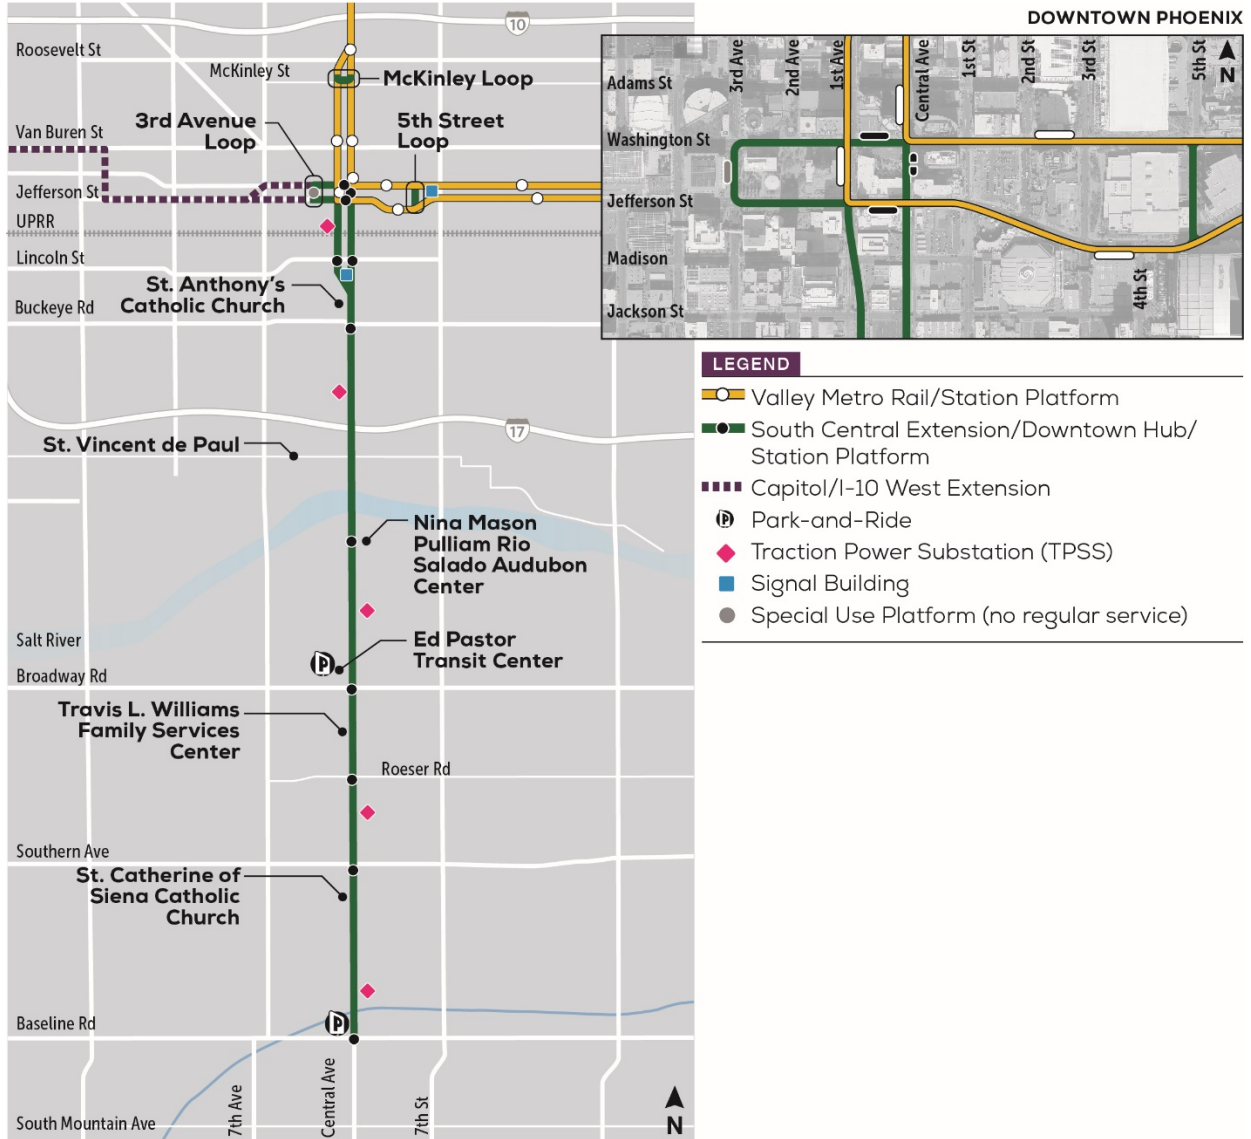 10
Roosevelt St
McKinley St
McKinley Loop
Van Buren St
3rd Avenue
Loop
5th Street
Loop
Jefferson St
UPRR
Lincoln St
St. Anthony's
Catholic Church
Buckeye Rd
17
St. Vincent de Paul
Nina Mason
Pulliam Rio
Salado Audubon
Center
Salt River
P
Ed Pastor
Transit Center
Broadway Rd
Travis L. Williams
Family Services
Center
Roeser Rd
Southern Ave
St. Catherine of
Siena Catholic
Church
Baseline Rd
P
South Mountain Ave
7th Ave
Central Ave
7th St
N
DOWNTOWN PHOENIX
3rd Ave
2nd Ave
1st Ave
Central Ave
1st St
2nd St
3rd St
5th St
N
Adams St
Washington St
Jefferson St
Madison
4th St
Jackson St
LEGEND
Valley Metro Rail/Station Platform
South Central Extension/Downtown Hub/
Station Platform
Capitol/I-10 West Extension
P
Park-and-Ride
Traction Power Substation (TPSS)
Signal Building
Special Use Platform (no regular service)